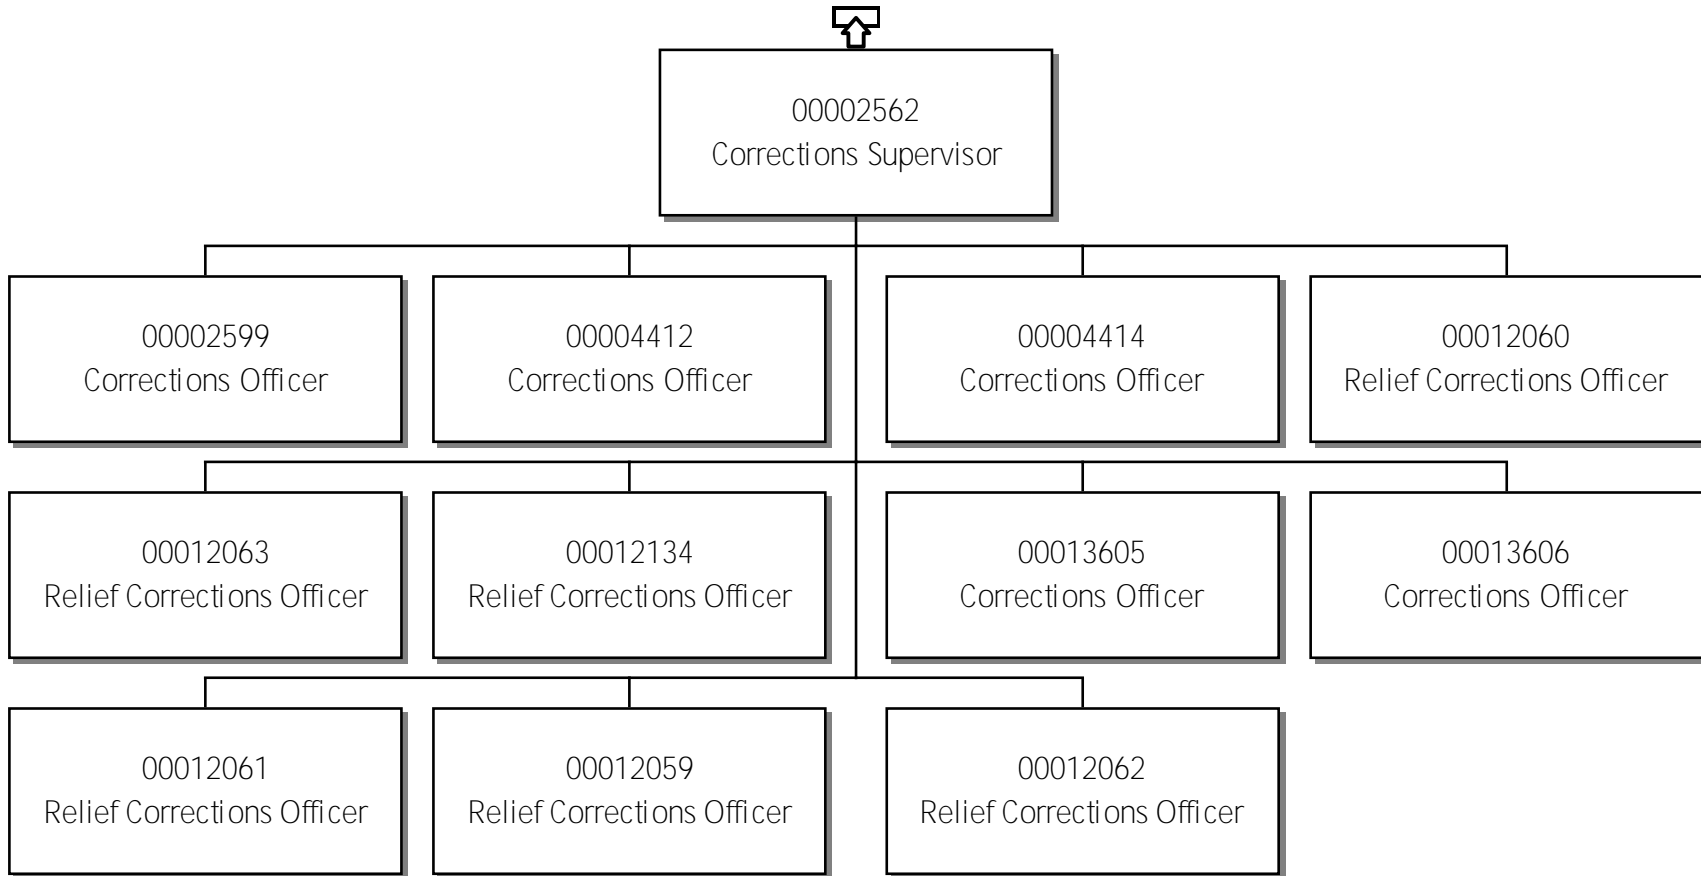 00002562
Corrections Supervisor
00002599
Corrections Officer
00004412
Corrections Officer
00004414
Corrections Officer
00012060
Relief Corrections Officer
00012063
Relief Corrections Officer
00012134
Relief Corrections Officer
00013605
Corrections Officer
00013606
Corrections Officer
00012061
Relief Corrections Officer
00012059
Relief Corrections Officer
00012062
Relief Corrections Officer